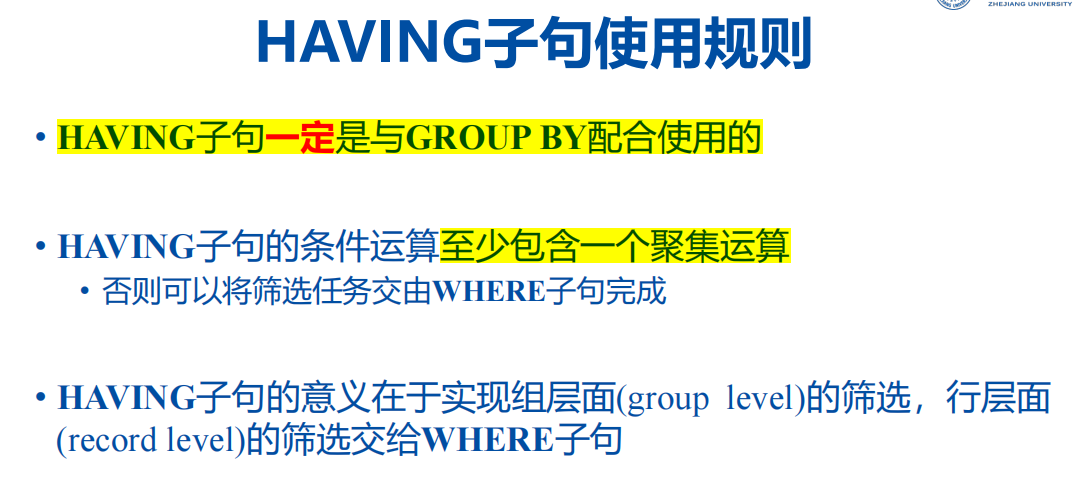 ZHEJIANG UNIVERSITY
HAVING子句使用规则
• HAVING子句一定是与GROUP BY配合使用的
• HAVING子句的条件运算至少包含一个聚集运算
• 否则可以将筛选任务交由WHERE子句完成
• HAVING子句的意义在于实现组层面(group level)的筛选，行层面
(record level)的筛选交给WHERE子句